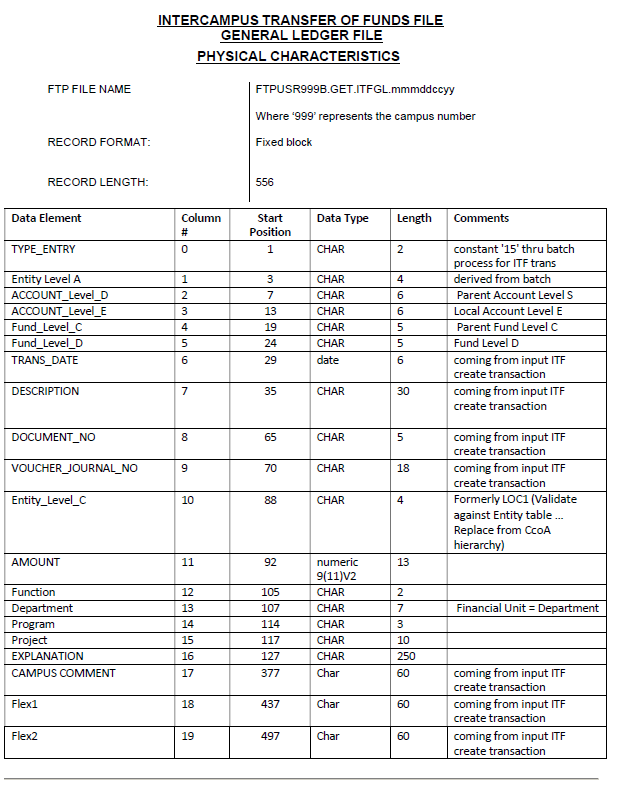 INTERCAMPUS TRANSFER OF FUNDS FILE
GENERAL LEDGER FILE
PHYSICAL CHARACTERISTICS
FTP FILE NAME FTPUSR999B.GET.ITFGL.mmmddccyy
Where '999' represents the campus number
RECORD FORMAT: Fixed block
RECORD LENGTH: 556
Data Element Column Start Data Type Length Comments
# Position
TYPE_ENTRY 0 1 CHAR 2 constant '15' thru batch
process for ITF trans
Entity Level A 1 3 CHAR 4 derived from batch
ACCOUNT_Level_D 2 7 CHAR 6 Parent Account Level S
ACCOUNT_Level_E 3 13 CHAR 6 Local Account Level E
Fund_Level_C 4 19 CHAR 5 Parent Fund Level C
Fund_Level_D 5 24 CHAR 5 Fund Level D
TRANS_DATE 6 29 date 6 coming from input ITF
create transaction
DESCRIPTION 7 35 CHAR 30 coming from input ITF
create transaction
DOCUMENT_NO 8 65 CHAR 5 coming from input ITF
create transaction
VOUCHER_JOURNAL_NO 9 70 CHAR 18 coming from input ITF
create transaction
Entity_Level_C 10 88 CHAR 4 Formerly LOC1 (Validate
against Entity table ...
Replace from CcoA
hierarchy)
AMOUNT 11 92 numeric 13
9(11)V2
Function 12 105 CHAR 2
Department 13 107 CHAR 7 Financial Unit = Department
Program 14 114 CHAR 3
Project 15 117 CHAR 10
EXPLANATION 16 127 CHAR 250
CAMPUS COMMENT 17 377 Char 60 coming from input ITF
create transaction
Flex1 18 437 Char 60 coming from input ITF
create transaction
Flex2 19 497 Char 60 coming from input ITF
create transaction